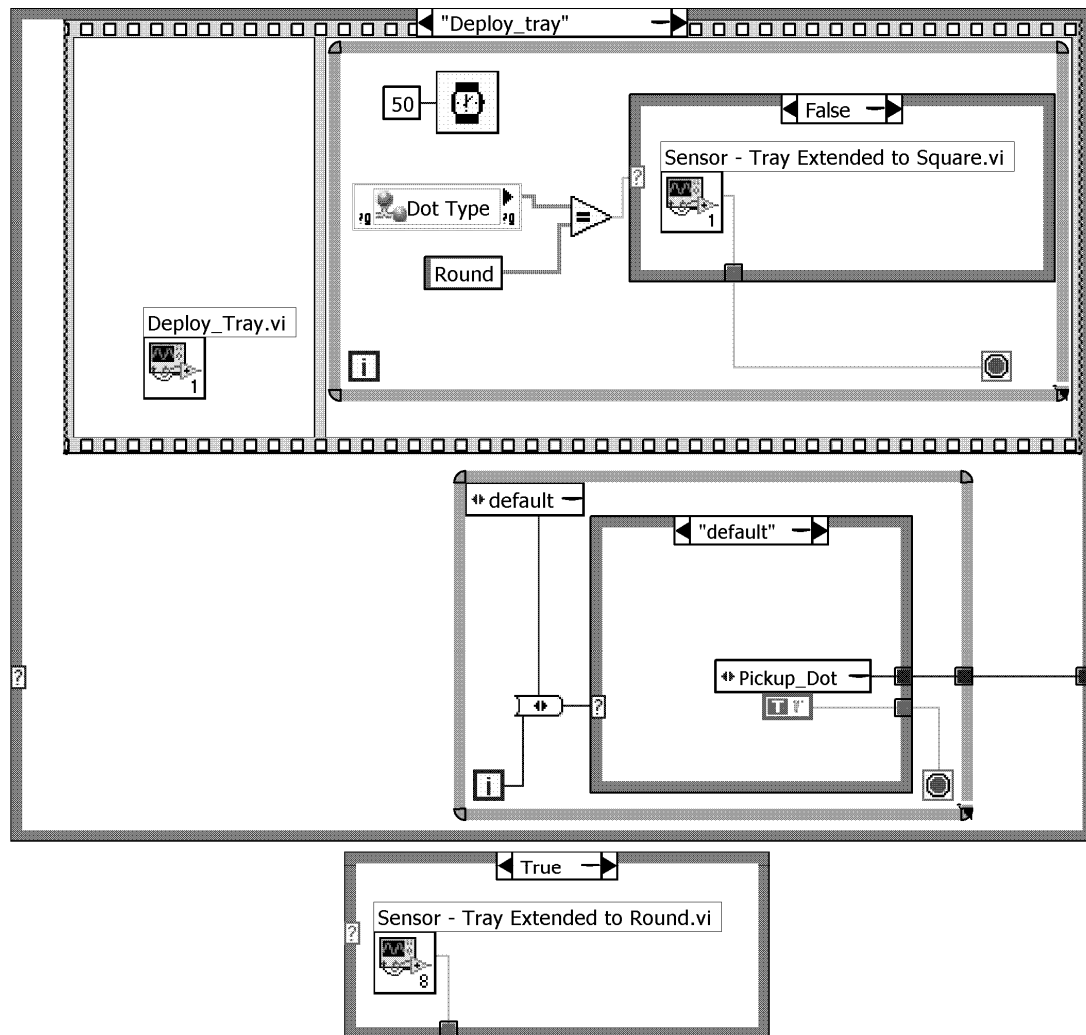 "Deploy_tray"
50
False
Sensor - Tray Extended to Square.vi
?
1
?g
Dot Type
?g
=
Round
Deploy_Tray.vi
1
i
default
"default"
?
Pickup_Dot
?
T
i
True
Sensor - Tray Extended to Round.vi
?
8